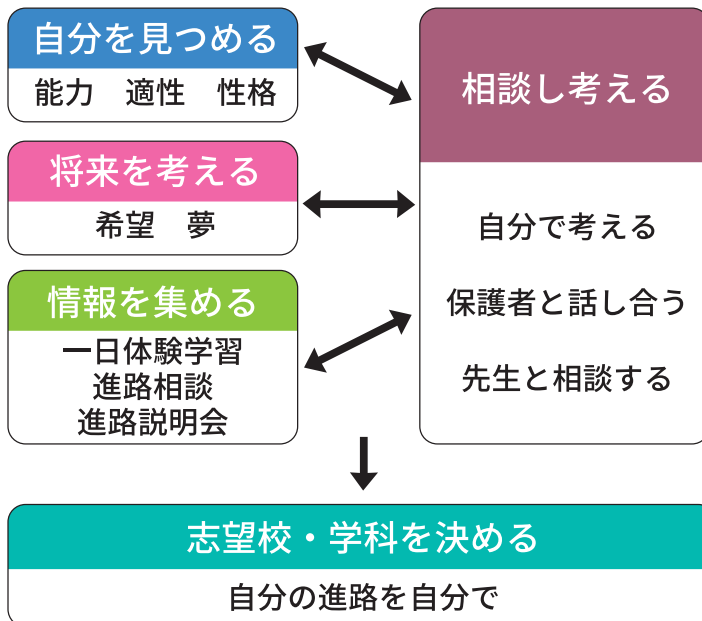 自分を見つめる
能力　適性　性格
将来を考える
希望　夢
情報を集める
一日体験学習
進路相談
進路説明会
相談し考える
自分で考える
保護者と話し合う
先生と相談する
志望校・学科を決める
自分の進路を自分で